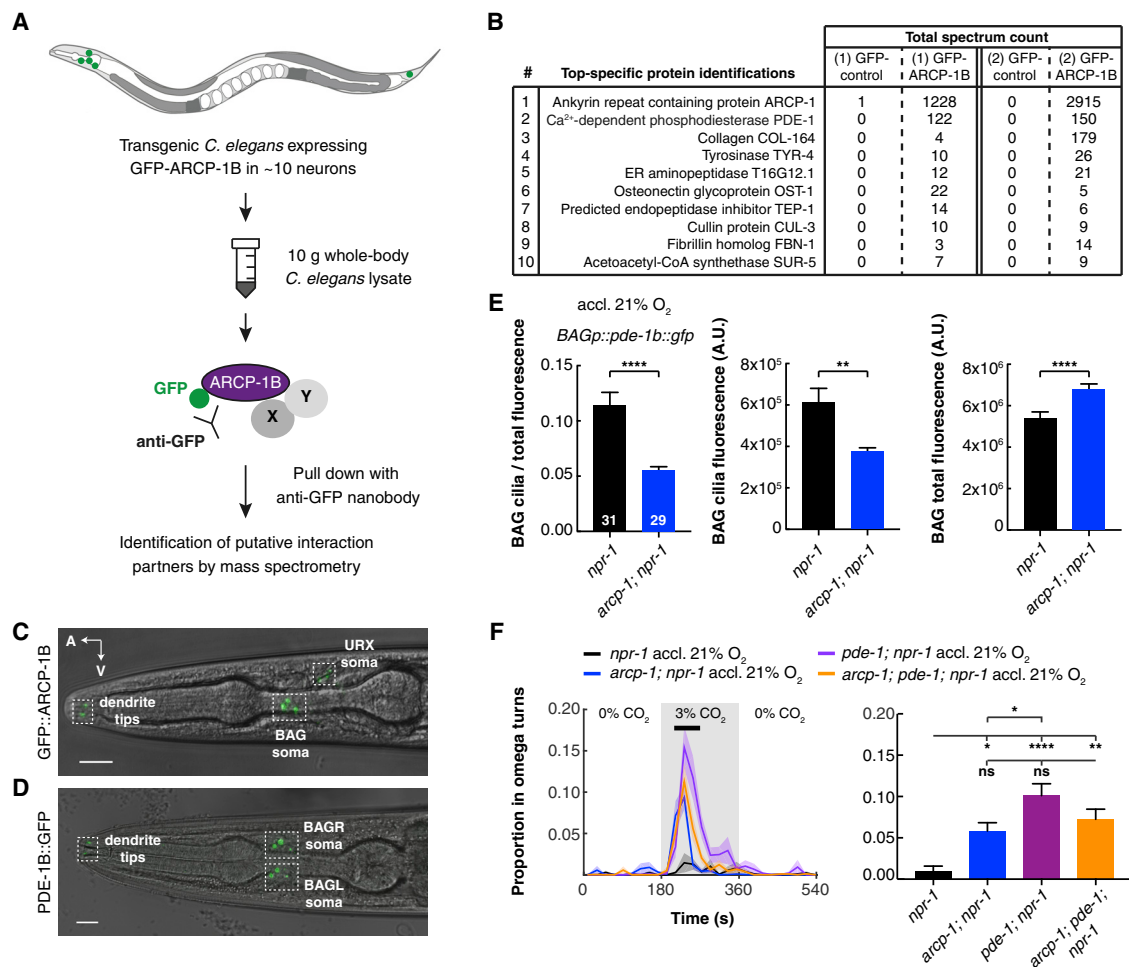 A
Transgenic C. elegans expressing
GFP-ARCP-1B in ~10 neurons
10 g whole-body
C. elegans lysate
GFP
ARCP-1B
X
Y
anti-GFP
Pull down with
anti-GFP nanobody
Identification of putative interaction
partners by mass spectrometry
B
Total spectrum count
# Top-specific protein identifications (1) GFP-control (1) GFP-ARCP-1B (2) GFP-control (2) GFP-ARCP-1B
1 Ankyrin repeat containing protein ARCP-1 1 1228 0 2915
2 Ca²⁺-dependent phosphodiesterase PDE-1 0 122 0 150
3 Collagen COL-164 0 4 0 179
4 Tyrosinase TYR-4 0 10 0 26
5 ER aminopeptidase T16G12.1 0 12 0 21
6 Osteonectin glycoprotein OST-1 0 22 0 5
7 Predicted endopeptidase inhibitor TEP-1 0 14 0 6
8 Cullin protein CUL-3 0 10 0 9
9 Fibrillin homolog FBN-1 0 3 0 14
10 Acetoacetyl-CoA synthethase SUR-5 0 7 0 9
C
GFP::ARCP-1B
A
V
dendrite
tips
URX
soma
BAG
soma
D
PDE-1B::GFP
dendrite
tips
BAGR
soma
BAGL
soma
E
accl. 21% O₂
BAGp::pde-1b::gfp
BAG cilia / total fluorescence
0.15
0.10
0.05
0.00
****
31
29
npr-1
arcp-1; npr-1
BAG cilia fluorescence (A.U.)
8x10⁵
6x10⁵
4x10⁵
2x10⁵
0
**
npr-1
arcp-1; npr-1
BAG total fluorescence (A.U.)
8x10⁶
6x10⁶
4x10⁶
2x10⁶
0
****
npr-1
arcp-1; npr-1
F
npr-1 accl. 21% O₂
arcp-1; npr-1 accl. 21% O₂
pde-1; npr-1 accl. 21% O₂
arcp-1; pde-1; npr-1 accl. 21% O₂
Proportion in omega turns
0% CO₂ 3% CO₂ 0% CO₂
0.20
0.15
0.10
0.05
0 180 360 540
Time (s)
0.20
0.15
0.10
0.05
0.00
*
* **** **
ns ns
npr-1
arcp-1; npr-1
pde-1; npr-1
arcp-1; pde-1;
npr-1